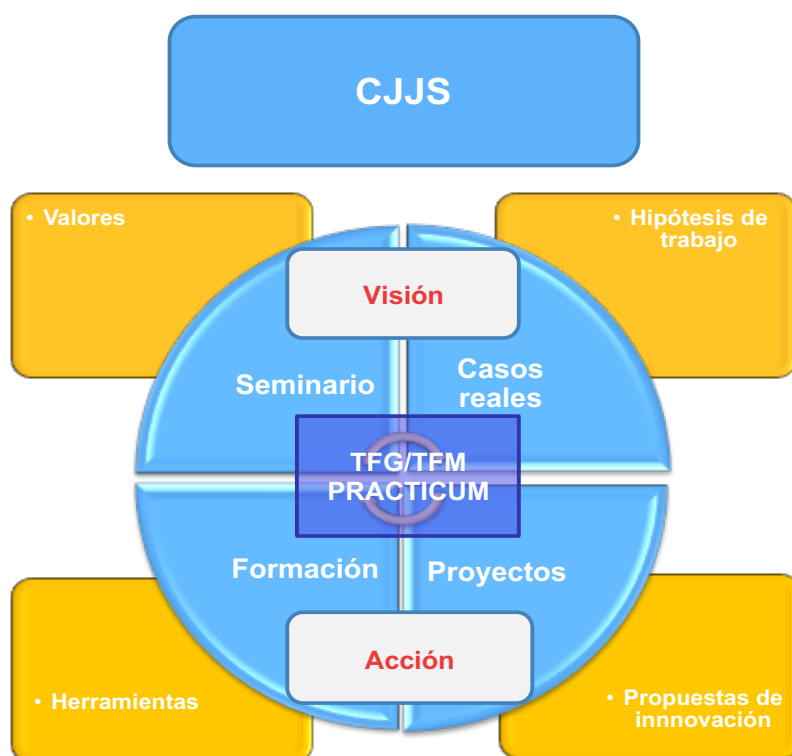 CJJS
• Valores
• Hipótesis de
trabajo
Visión
Seminario
Casos
reales
TFG/TFM
PRACTICUM
Formación
Proyectos
Acción
• Herramientas
• Propuestas de
innnovación